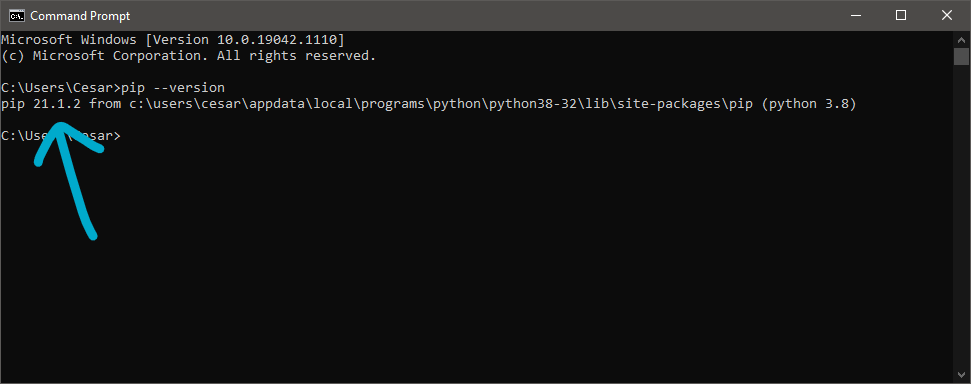 Command Prompt
Microsoft Windows [Version 10.0.19042.1110]
(c) Microsoft Corporation. All rights reserved.
C:\Users\Cesar>pip --version
pip 21.1.2 from c:\users\cesar\appdata\local\programs\python\python38-32\lib\site-packages\pip (python 3.8)
C:\Users\Cesar>